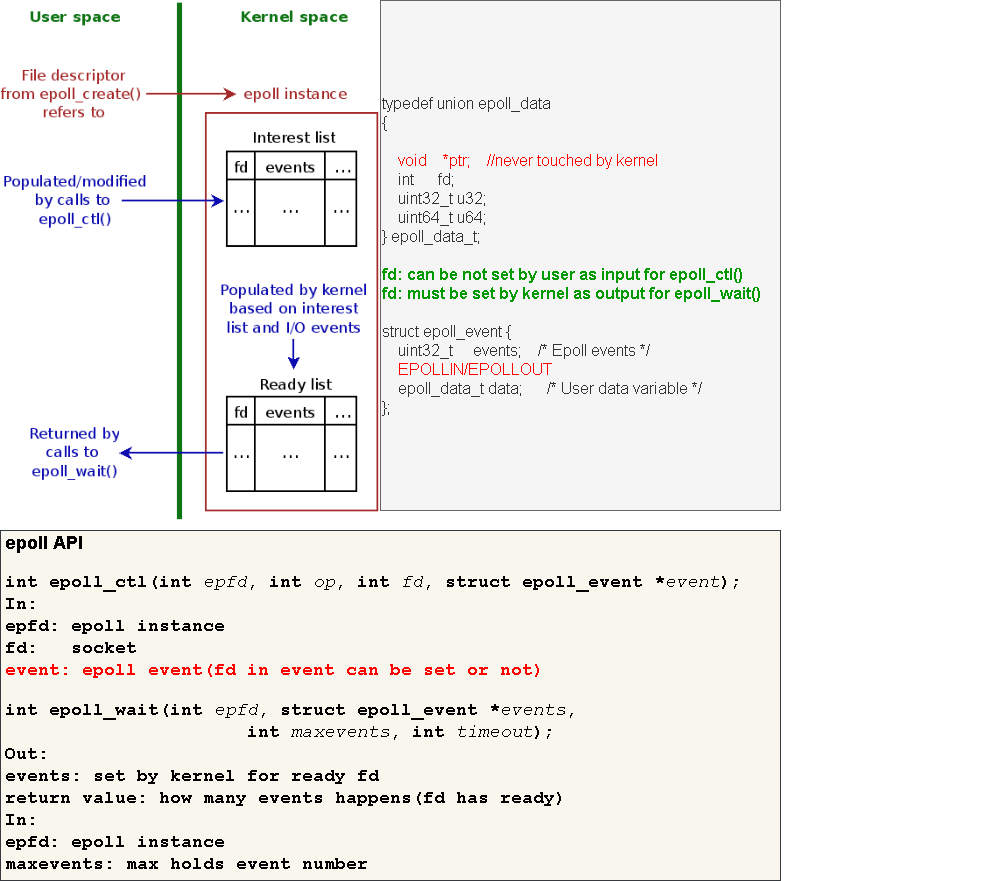 User space
Kernel space
File descriptor
from epoll_create()
refers to
epoll instance
Interest list
fd events ...
... ... ...
Populated/modified
by calls to
epoll_ctl()
Populated by kernel
based on interest
list and I/O events
Ready list
fd events ...
... ... ...
Returned by
calls to
epoll_wait()
typedef union epoll_data
{
void *ptr; //never touched by kernel
int fd;
uint32_t u32;
uint64_t u64;
} epoll_data_t;
fd: can be not set by user as input for epoll_ctl()
fd: must be set by kernel as output for epoll_wait()
struct epoll_event {
uint32_t events; /* Epoll events */
EPOLLIN/EPOLLOUT
epoll_data_t data; /* User data variable */
};
epoll API
int epoll_ctl(int epfd, int op, int fd, struct epoll_event *event);
In:
epfd: epoll instance
fd: socket
event: epoll event(fd in event can be set or not)
int epoll_wait(int epfd, struct epoll_event *events,
int maxevents, int timeout);
Out:
events: set by kernel for ready fd
return value: how many events happens(fd has ready)
In:
epfd: epoll instance
maxevents: max holds event number